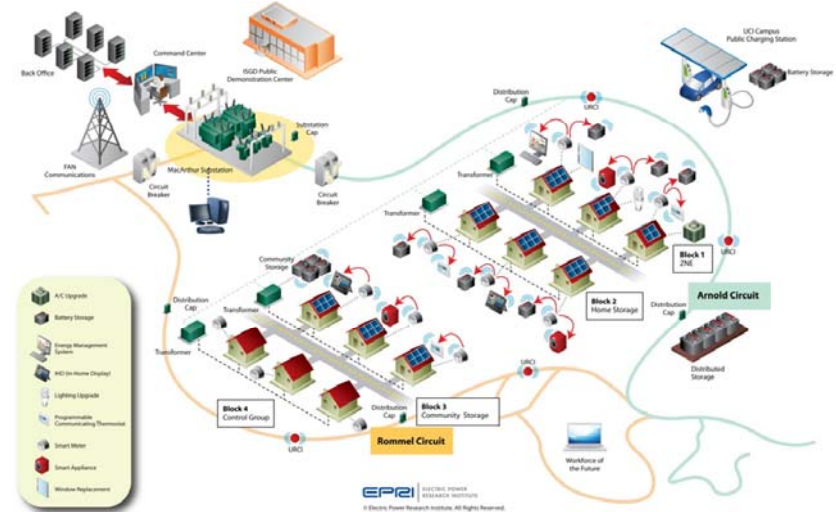 ISGD Public
Demonstration Center
UCI Campus
Public Charging Station
Command Center
Back Office
Battery Storage
Distribution
Cap
URCI
Substation
Cap
FAN
Communications
MacArthur Substation
Circuit
Breaker
Circuit
Breaker
Transformer
Transformer
Block 1
ZNE
URCI
Community
Storage
Block 2
Home Storage
Arnold Circuit
Distribution
Cap
Distribution
Cap
Transformer
Transformer
Distributed
Storage
URCI
Block 4
Control Group
Block 3
Community Storage
Distribution
Cap
Rommel Circuit
URCI
Workforce of
the Future
A/C Upgrade
Battery Storage
Energy Management
System
IHD (In-Home Display)
Lighting Upgrade
Programmable
Communicating Thermostat
Smart Meter
Smart Appliance
Window Replacement
EPRI
ELECTRIC POWER
RESEARCH INSTITUTE
© Electric Power Research Institute. All Rights Reserved.